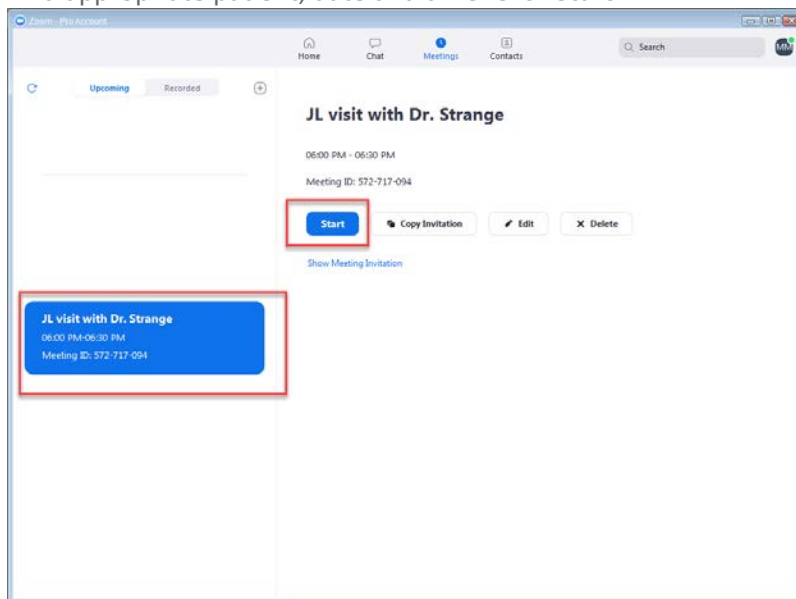 Zoom - Pro Account
Home Chat Meetings Contacts
Search
MM
Upcoming Recorded
JL visit with Dr. Strange
06:00 PM - 06:30 PM
Meeting ID: 572-717-094
Start Copy Invitation Edit Delete
Show Meeting Invitation
JL visit with Dr. Strange
06:00 PM-06:30 PM
Meeting ID: 572-717-094